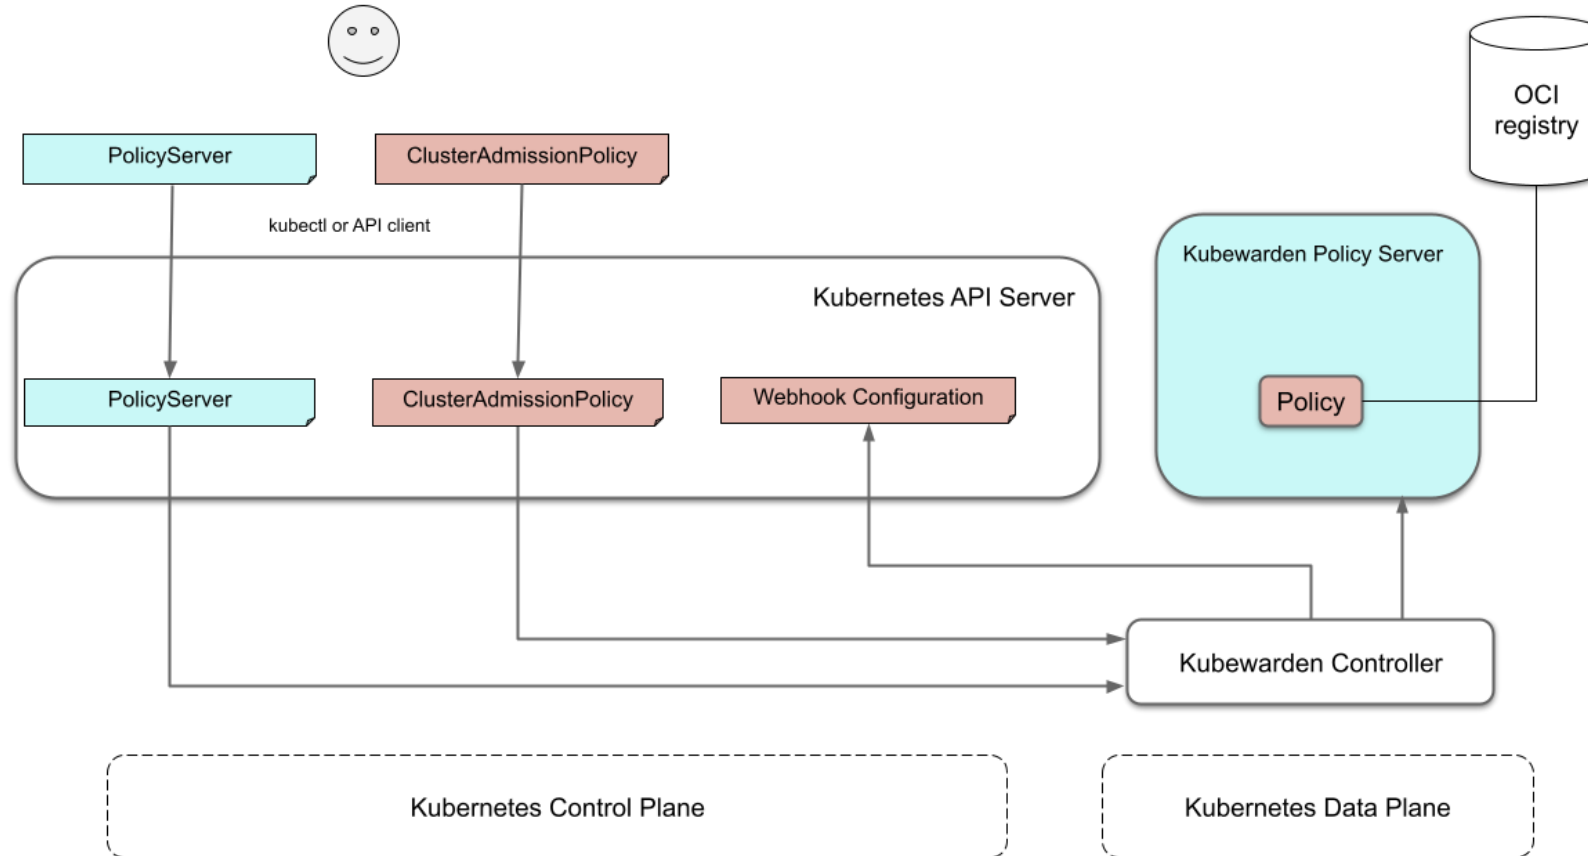 PolicyServer
ClusterAdmissionPolicy
OCI
registry
kubectl or API client
Kubewarden Policy Server
Kubernetes API Server
PolicyServer
ClusterAdmissionPolicy
Webhook Configuration
Policy
Kubewarden Controller
Kubernetes Control Plane
Kubernetes Data Plane